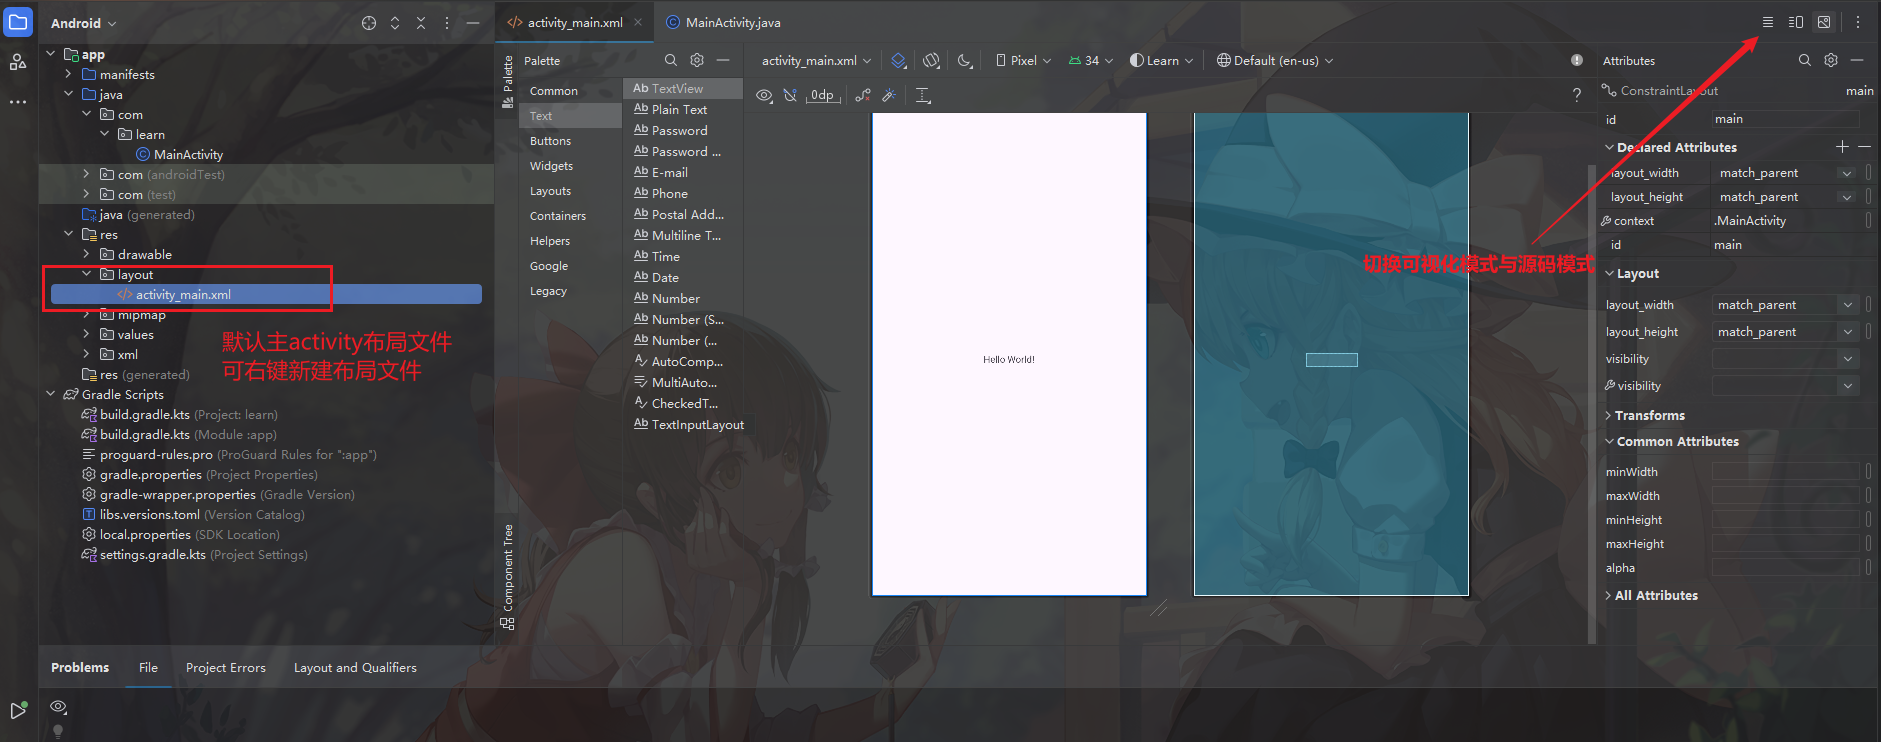 Android
activity_main.xml
MainActivity.java
app
manifests
java
com
learn
MainActivity
com (androidTest)
com (test)
java (generated)
res
drawable
layout
activity_main.xml
mipmap
values
xml
res (generated)
Gradle Scripts
build.gradle.kts (Project: learn)
build.gradle.kts (Module :app)
proguard-rules.pro (ProGuard Rules for ":app")
gradle.properties (Project Properties)
gradle-wrapper.properties (Gradle Version)
libs.versions.toml (Version Catalog)
local.properties (SDK Location)
settings.gradle.kts (Project Settings)
默认主activity布局文件
可右键新建布局文件
Palette
Component Tree
Palette
Common
Text
Buttons
Widgets
Layouts
Containers
Helpers
Google
Legacy
Ab TextView
Ab Plain Text
Ab Password
Ab Password ...
Ab E-mail
Ab Phone
Ab Postal Add...
Ab Multiline T...
Ab Time
Ab Date
Ab Number
Ab Number (S...
Ab Number (...
AutoComp...
MultiAuto...
CheckedT...
Ab TextInputLayout
activity_main.xml
Pixel
34
Learn
Default (en-us)
0dp
?
Hello World!
切换可视化模式与源码模式
Attributes
ConstraintLayout main
id main
Declared Attributes
layout_width match_parent
layout_height match_parent
context .MainActivity
id main
Layout
layout_width match_parent
layout_height match_parent
visibility
visibility
Transforms
Common Attributes
minWidth
maxWidth
minHeight
maxHeight
alpha
All Attributes
Problems File Project Errors Layout and Qualifiers